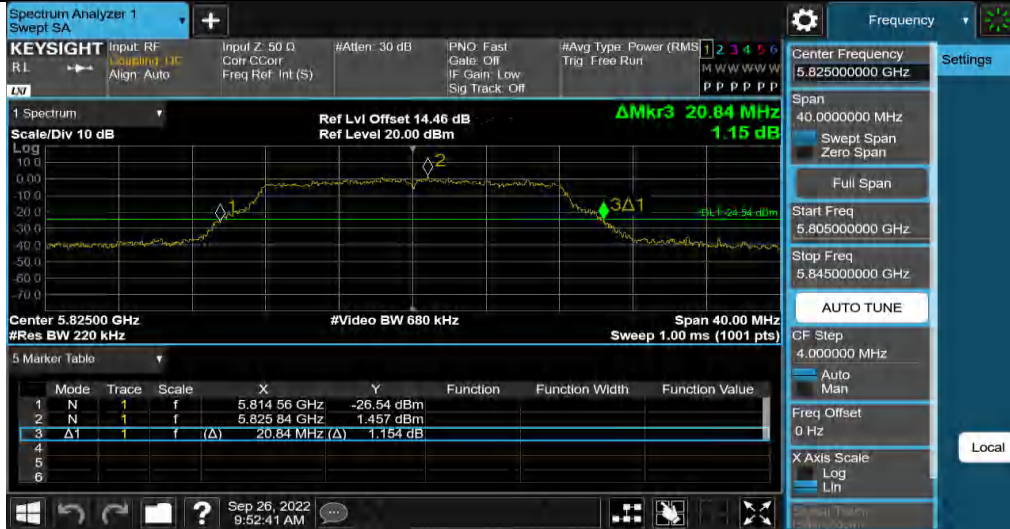 Spectrum Analyzer 1
Swept SA
+
Frequency
KEYSIGHT
RL
LXI
Input: RF
Coupling: DC
Align: Auto
Input Z: 50 Ω
Corr CCorr
Freq Ref: Int (S)
#Atten: 30 dB
PNO: Fast
Gate: Off
IF Gain: Low
Sig Track: Off
#Avg Type: Power (RMS
Trig: Free Run
1 2 3 4 5 6
M W W W W W
P P P P P P
1 Spectrum
Scale/Div 10 dB
Ref Lvl Offset 14.46 dB
Ref Level 20.00 dBm
ΔMkr3 20.84 MHz
1.15 dB
Log
10.0
0.00
-10.0
-20.0
-30.0
-40.0
-50.0
-60.0
-70.0
1
2
3Δ1
DL1 -24.54 dBm
Center 5.82500 GHz
#Video BW 680 kHz
Span 40.00 MHz
#Res BW 220 kHz
Sweep 1.00 ms (1001 pts)
5 Marker Table
Mode Trace Scale X Y Function Function Width Function Value
1 N 1 f 5.814 56 GHz -26.54 dBm
2 N 1 f 5.825 84 GHz 1.457 dBm
3 Δ1 1 f (Δ) 20.84 MHz (Δ) 1.154 dB
4
5
6
?
Sep 26, 2022
9:52:41 AM
Center Frequency
5.825000000 GHz
Span
40.0000000 MHz
Swept Span
Zero Span
Full Span
Start Freq
5.805000000 GHz
Stop Freq
5.845000000 GHz
AUTO TUNE
CF Step
4.000000 MHz
Auto
Man
Freq Offset
0 Hz
X Axis Scale
Log
Lin
Signal Track
Settings
Local